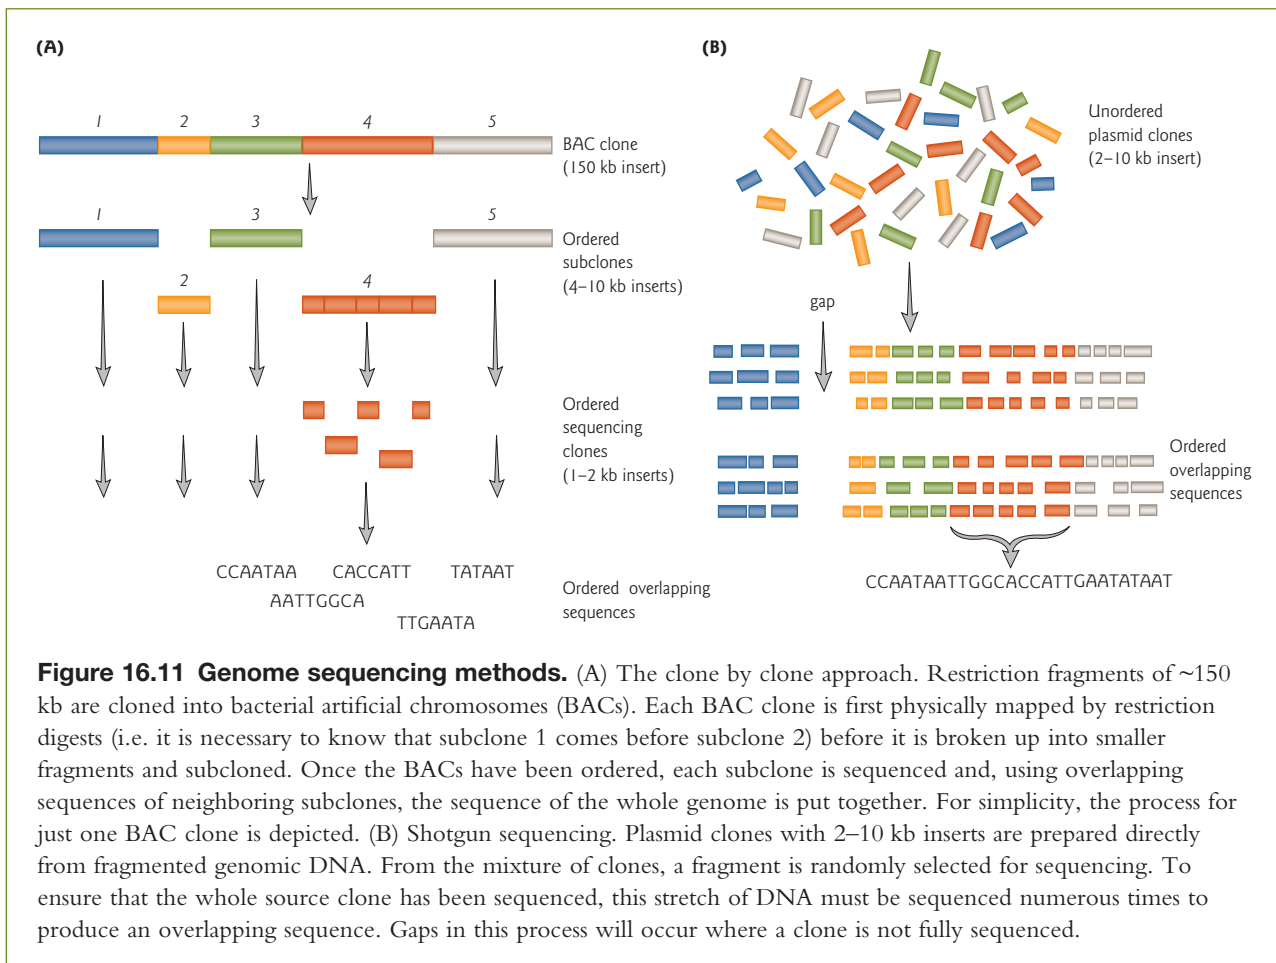 (A)
1 2 3 4 5
BAC clone
(150 kb insert)
1 3 5
Ordered
subclones
(4–10 kb inserts)
2 4
Ordered
sequencing
clones
(1–2 kb inserts)
CCAATAA CACCATT TATAAT
AATTGGCA
TTGAATA
Ordered overlapping
sequences
(B)
Unordered
plasmid clones
(2–10 kb insert)
gap
Ordered
overlapping
sequences
CCAATAATTGGCACCATTGAATATAAT
Figure 16.11 Genome sequencing methods. (A) The clone by clone approach. Restriction fragments of ~150
kb are cloned into bacterial artificial chromosomes (BACs). Each BAC clone is first physically mapped by restriction
digests (i.e. it is necessary to know that subclone 1 comes before subclone 2) before it is broken up into smaller
fragments and subcloned. Once the BACs have been ordered, each subclone is sequenced and, using overlapping
sequences of neighboring subclones, the sequence of the whole genome is put together. For simplicity, the process for
just one BAC clone is depicted. (B) Shotgun sequencing. Plasmid clones with 2–10 kb inserts are prepared directly
from fragmented genomic DNA. From the mixture of clones, a fragment is randomly selected for sequencing. To
ensure that the whole source clone has been sequenced, this stretch of DNA must be sequenced numerous times to
produce an overlapping sequence. Gaps in this process will occur where a clone is not fully sequenced.